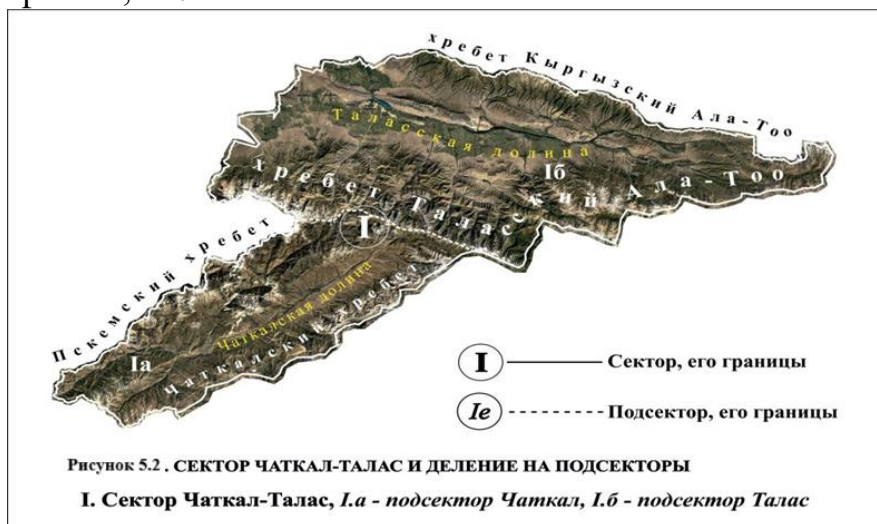 хребет Кыргызский Ала-Тоо
Таласская долина
Iб
хребет Таласский Ала-Тоо
I
Пскемский хребет
Чаткалская долина
Чаткалский хребет
Iа
I Сектор, его границы
Iе Подсектор, его границы
Рисунок 5.2 . СЕКТОР ЧАТКАЛ-ТАЛАС И ДЕЛЕНИЕ НА ПОДСЕКТОРЫ
I. Сектор Чаткал-Талас, I.а - подсектор Чаткал, I.б - подсектор Талас